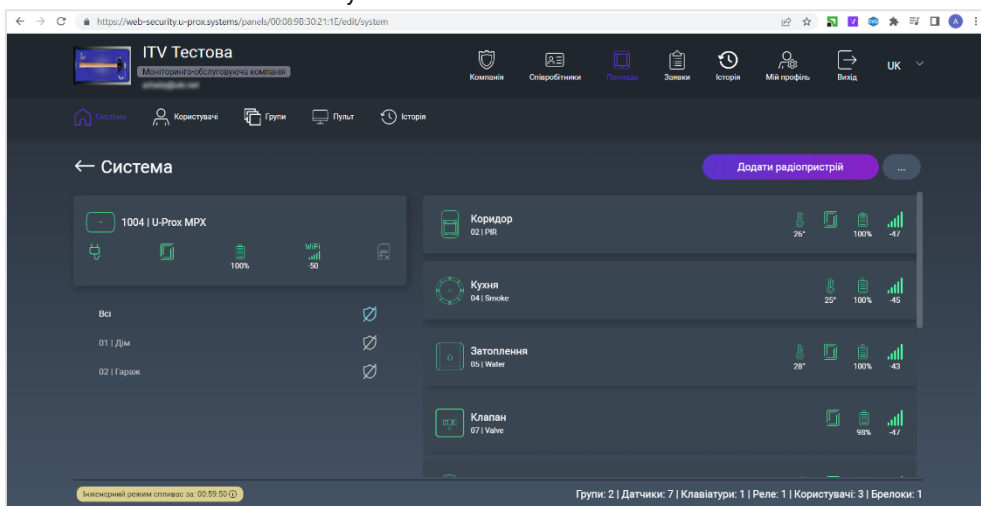 https://web-security.u-prox.systems/panels/00:08:9B:30:21:1E/edit/system
ITV Тестова
Моніторинго-обслуговуюча компанія
Компанія
Співробітники
Прилади
Заявки
Історія
Мій профіль
Вихід
UK
Система
Користувачі
Групи
Пульт
Історія
← Система
Додати радіопристрій
...
1004 | U-Prox MPX
100%
WiFi
-50
Всі
01 | Дім
02 | Гараж
Коридор
02 | PIR
26°
100%
-47
Кухня
04 | Smoke
25°
100%
-45
Затоплення
05 | Water
28°
100%
-43
Клапан
07 | Valve
98%
-47
Інженерний режим спливає за: 00:59:50
Групи: 2 | Датчики: 7 | Клавіатури: 1 | Реле: 1 | Користувачі: 3 | Брелоки: 1